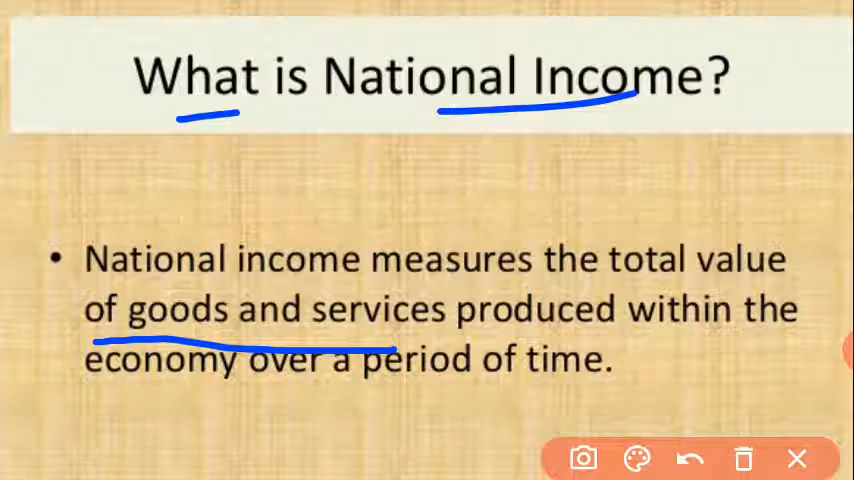 What is National Income?
• National income measures the total value
of goods and services produced within the
economy over a period of time.